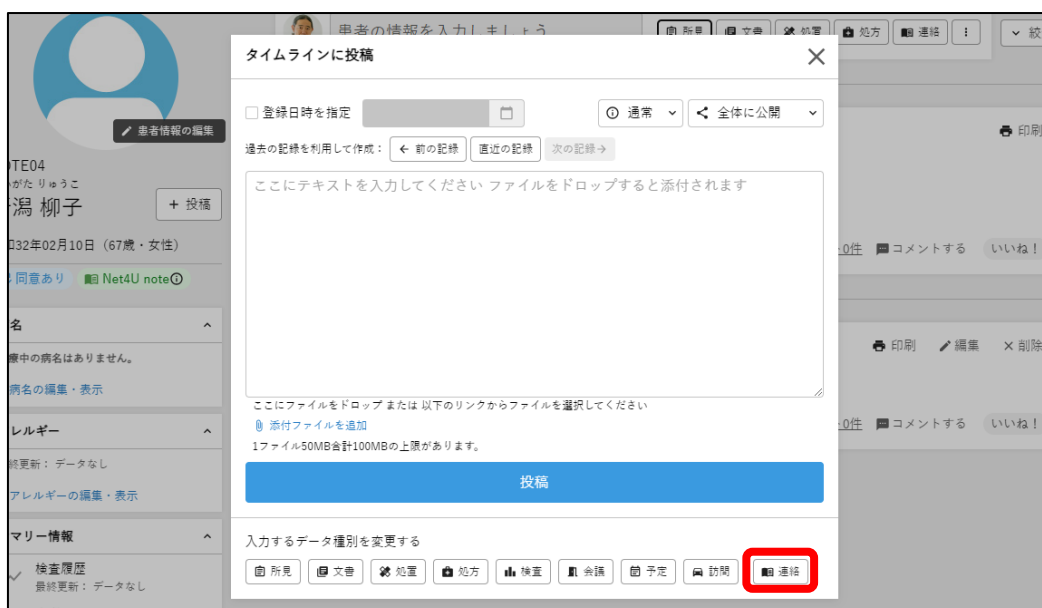 患者の情報を入力しましょう
所見 文書 処置 処方 連絡
タイムラインに投稿
登録日時を指定 通常 全体に公開
患者情報の編集
過去の記録を利用して作成： ← 前の記録 直近の記録 次の記録→
印刷
ここにテキストを入力してください ファイルをドロップすると添付されます
OTE04
がた りゅうこ
潟 柳子 + 投稿
32年02月10日（67歳・女性）
0件 コメントする いいね！
同意あり Net4U note
名
療中の病名はありません。
印刷 編集 × 削除
病名の編集・表示
ここにファイルをドロップ または 以下のリンクからファイルを選択してください
添付ファイルを追加
0件 コメントする いいね！
レルギー
1ファイル50MB合計100MBの上限があります。
終更新： データなし
投稿
アレルギーの編集・表示
マリー情報
入力するデータ種別を変更する
検査履歴
所見 文書 処置 処方 検査 会議 予定 訪問 連絡
最終更新： データなし